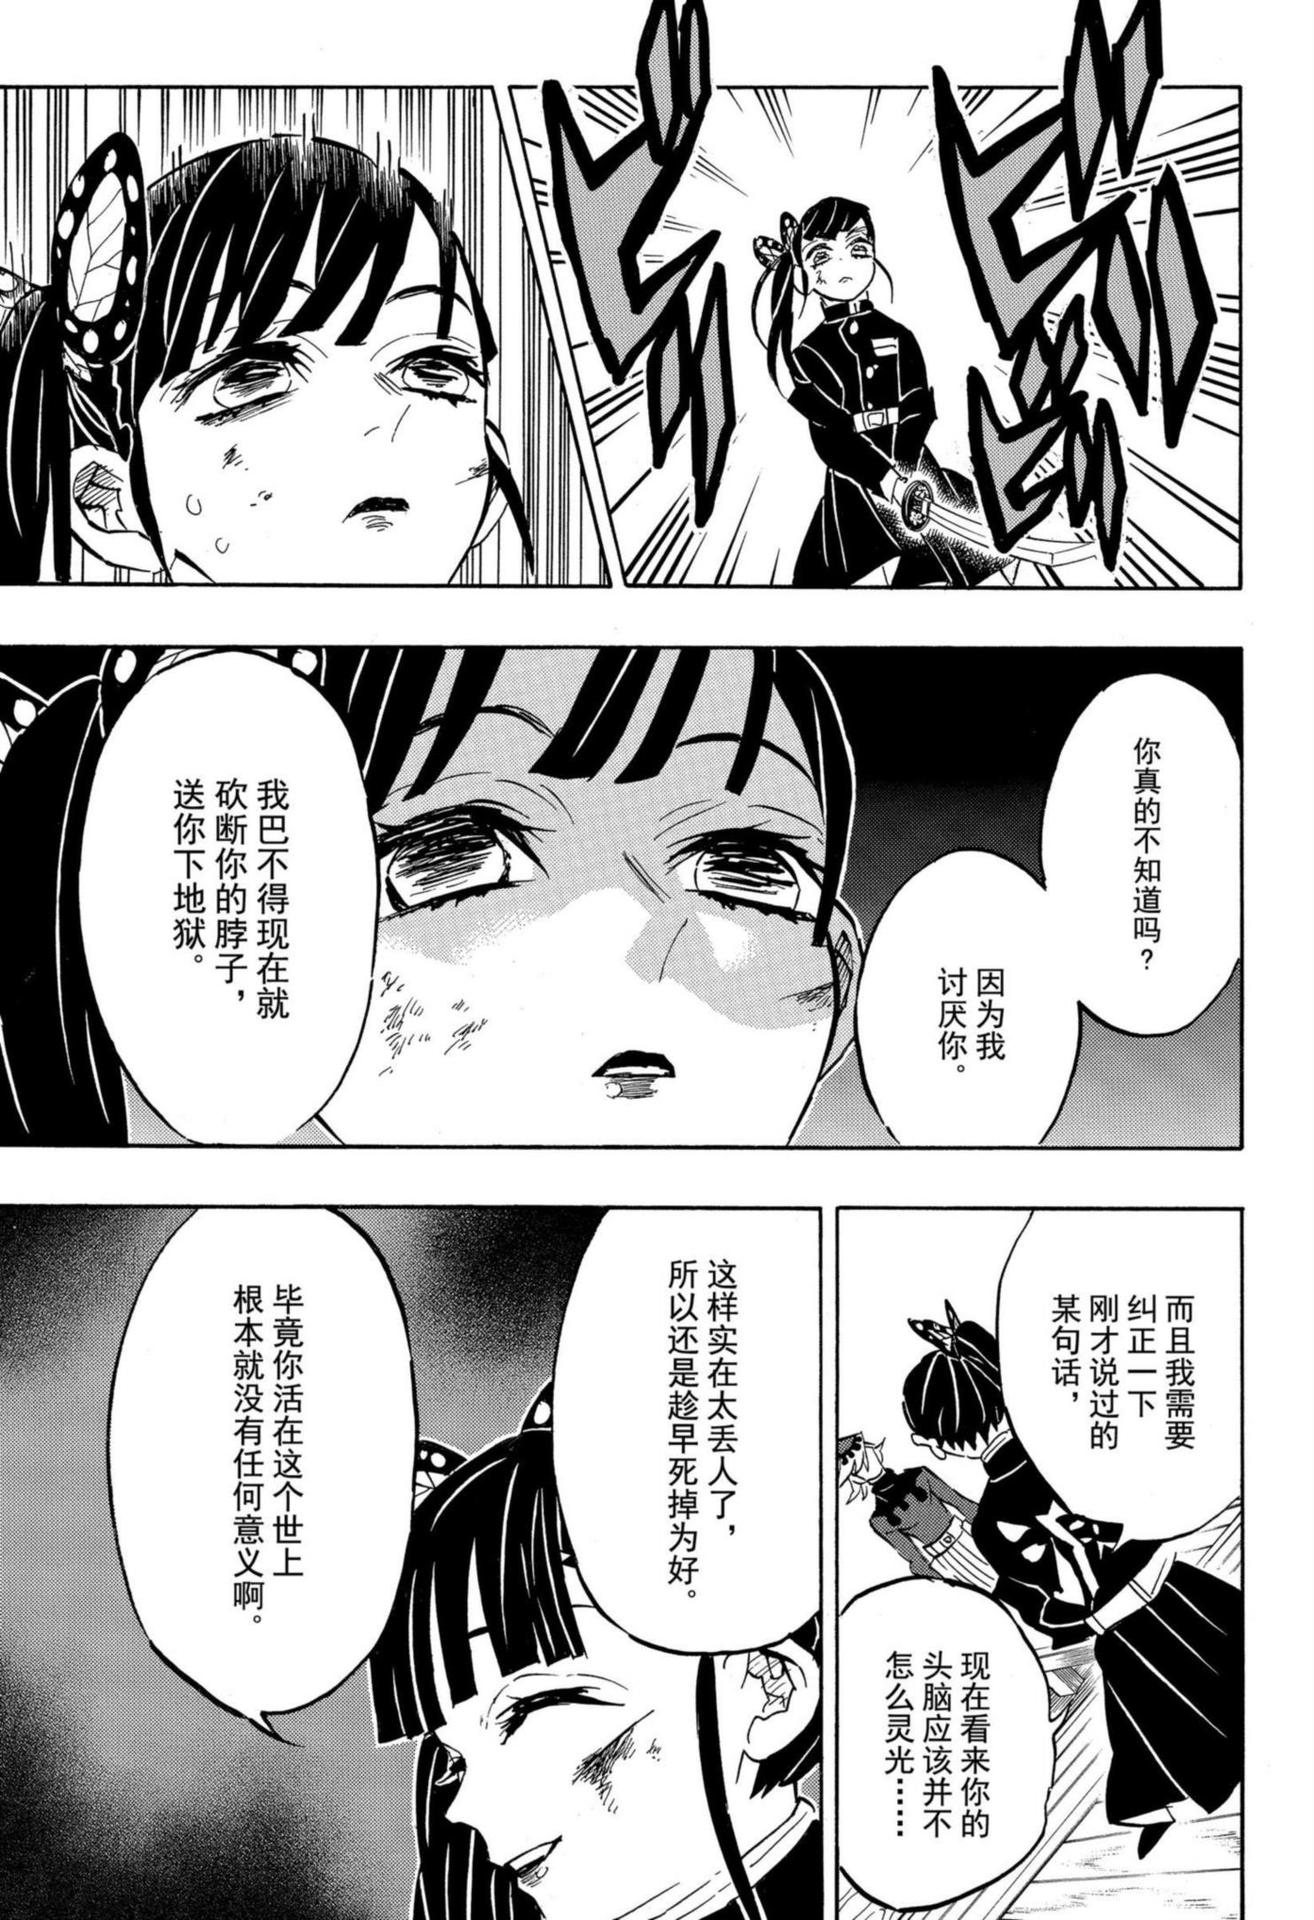 ビビビビ
你真的不知道吗？
因为我
讨厌你。
我巴不得现在就
砍断你的脖子，
送你下地狱。
而且我需要
纠正一下
刚才说过的
某句话，
现在看来你的
头脑应该并不
怎么灵光……
这样实在太丢人了，
所以还是趁早死掉为好。
毕竟你活在这个世上
根本就没有任何意义啊。